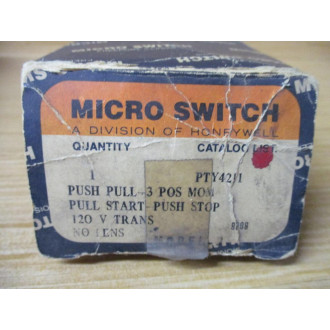 MICRO SWITCH
A DIVISION OF HONEYWELL
QUANTITY CATALOG LIST
1 PTY4211
PUSH PULL-3 POS MOM
PULL START-PUSH STOP
120 V TRANS
NO LENS